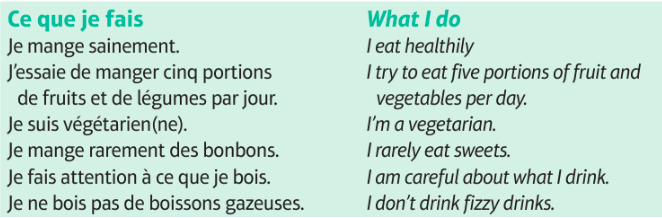 Ce que je fais What I do
Je mange sainement. I eat healthily
J'essaie de manger cinq portions I try to eat five portions of fruit and
de fruits et de légumes par jour. vegetables per day.
Je suis végétarien(ne). I'm a vegetarian.
Je mange rarement des bonbons. I rarely eat sweets.
Je fais attention à ce que je bois. I am careful about what I drink.
Je ne bois pas de boissons gazeuses. I don't drink fizzy drinks.